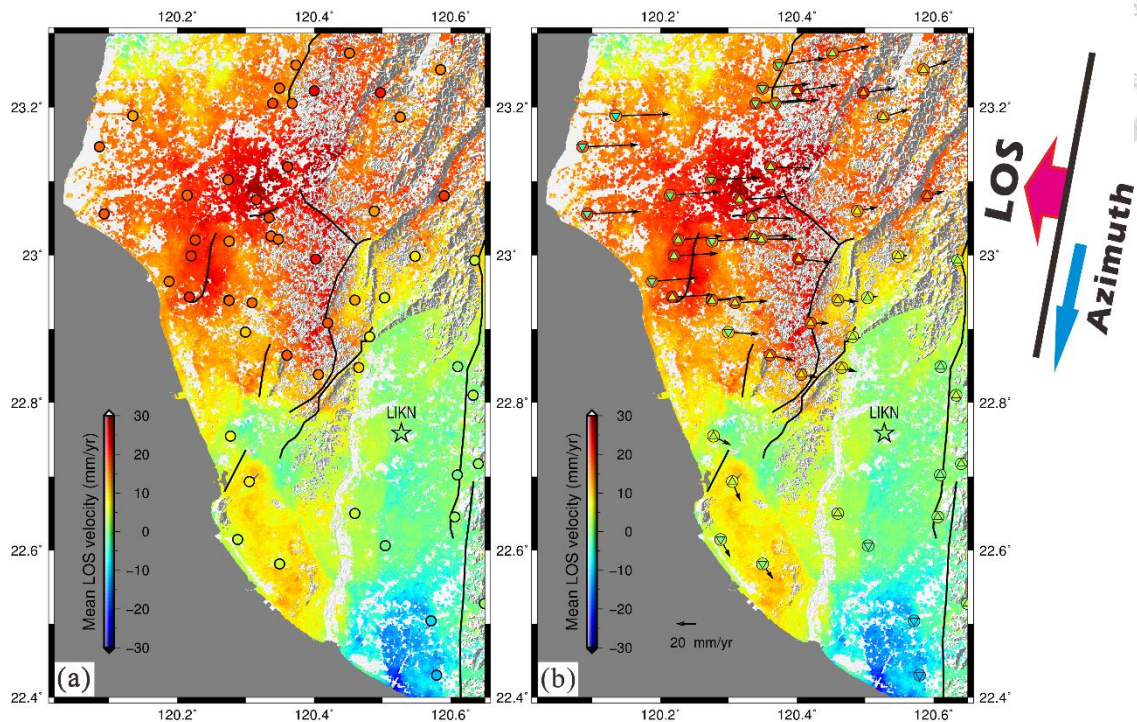 120.2˚ 120.4˚ 120.6˚ 120.2˚ 120.4˚ 120.6˚
23.2˚ 23.2˚
23˚ 23˚
22.8˚ 22.8˚
22.6˚ 22.6˚
22.4˚ 22.4˚
LIKN LIKN
Mean LOS velocity (mm/yr)
30
20
10
0
−10
−20
−30
Mean LOS velocity (mm/yr)
30
20
10
0
−10
−20
−30
20 mm/yr
(a) (b)
120.2˚ 120.4˚ 120.6˚ 120.2˚ 120.4˚ 120.6˚
LOS
Azimuth